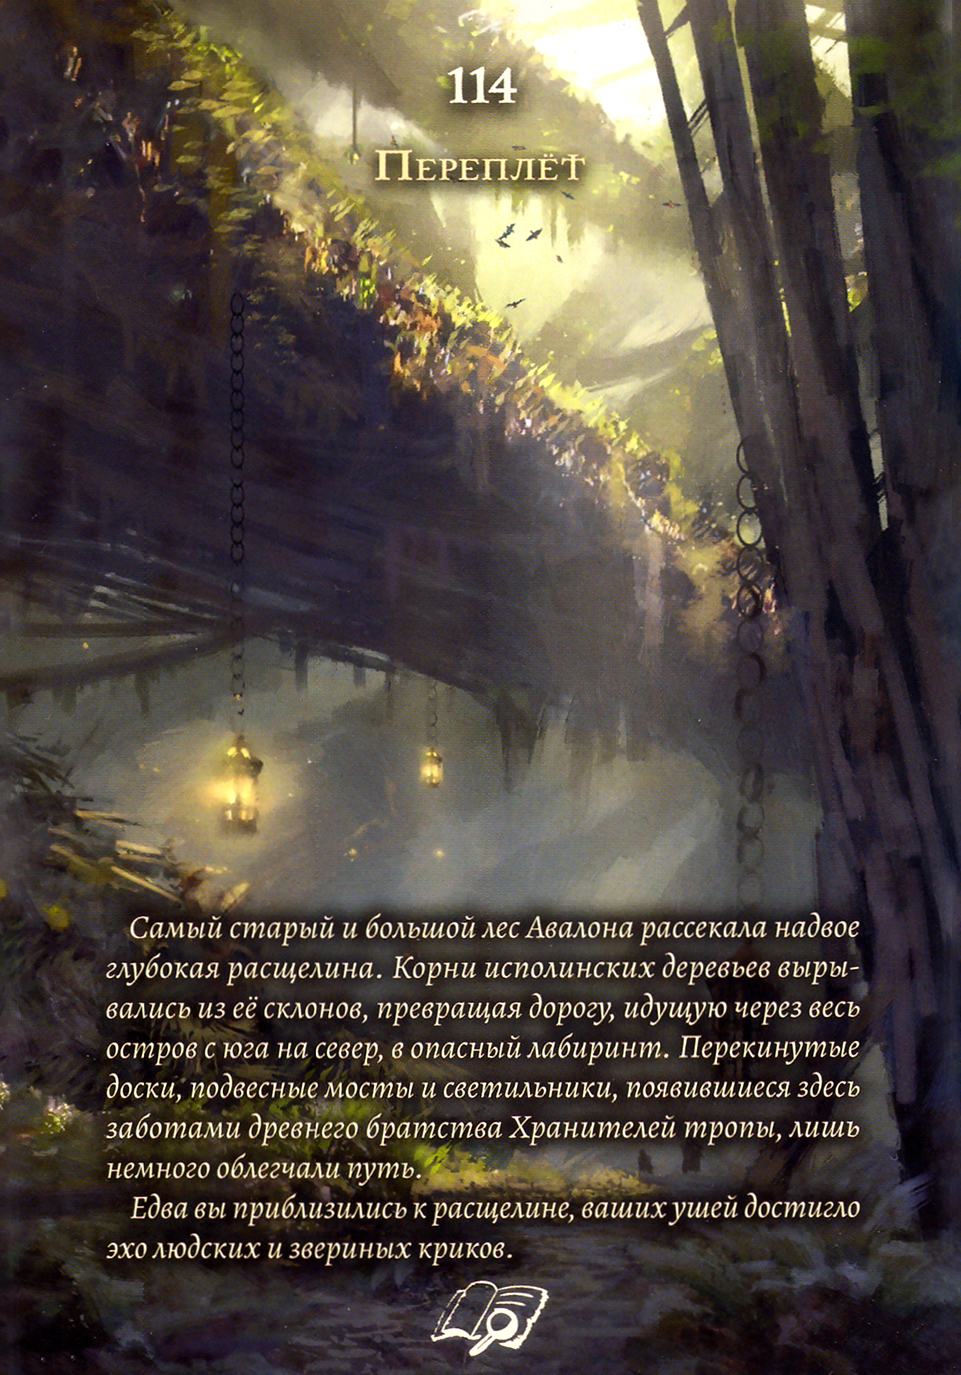 114
Переплёт
Самый старый и большой лес Авалона рассекала надвое
глубокая расщелина. Корни исполинских деревьев выры-
вались из её склонов, превращая дорогу, идущую через весь
остров с юга на север, в опасный лабиринт. Перекинутые
доски, подвесные мосты и светильники, появившиеся здесь
заботами древнего братства Хранителей тропы, лишь
немного облегчали путь.
Едва вы приблизились к расщелине, ваших ушей достигло
эхо людских и звериных криков.